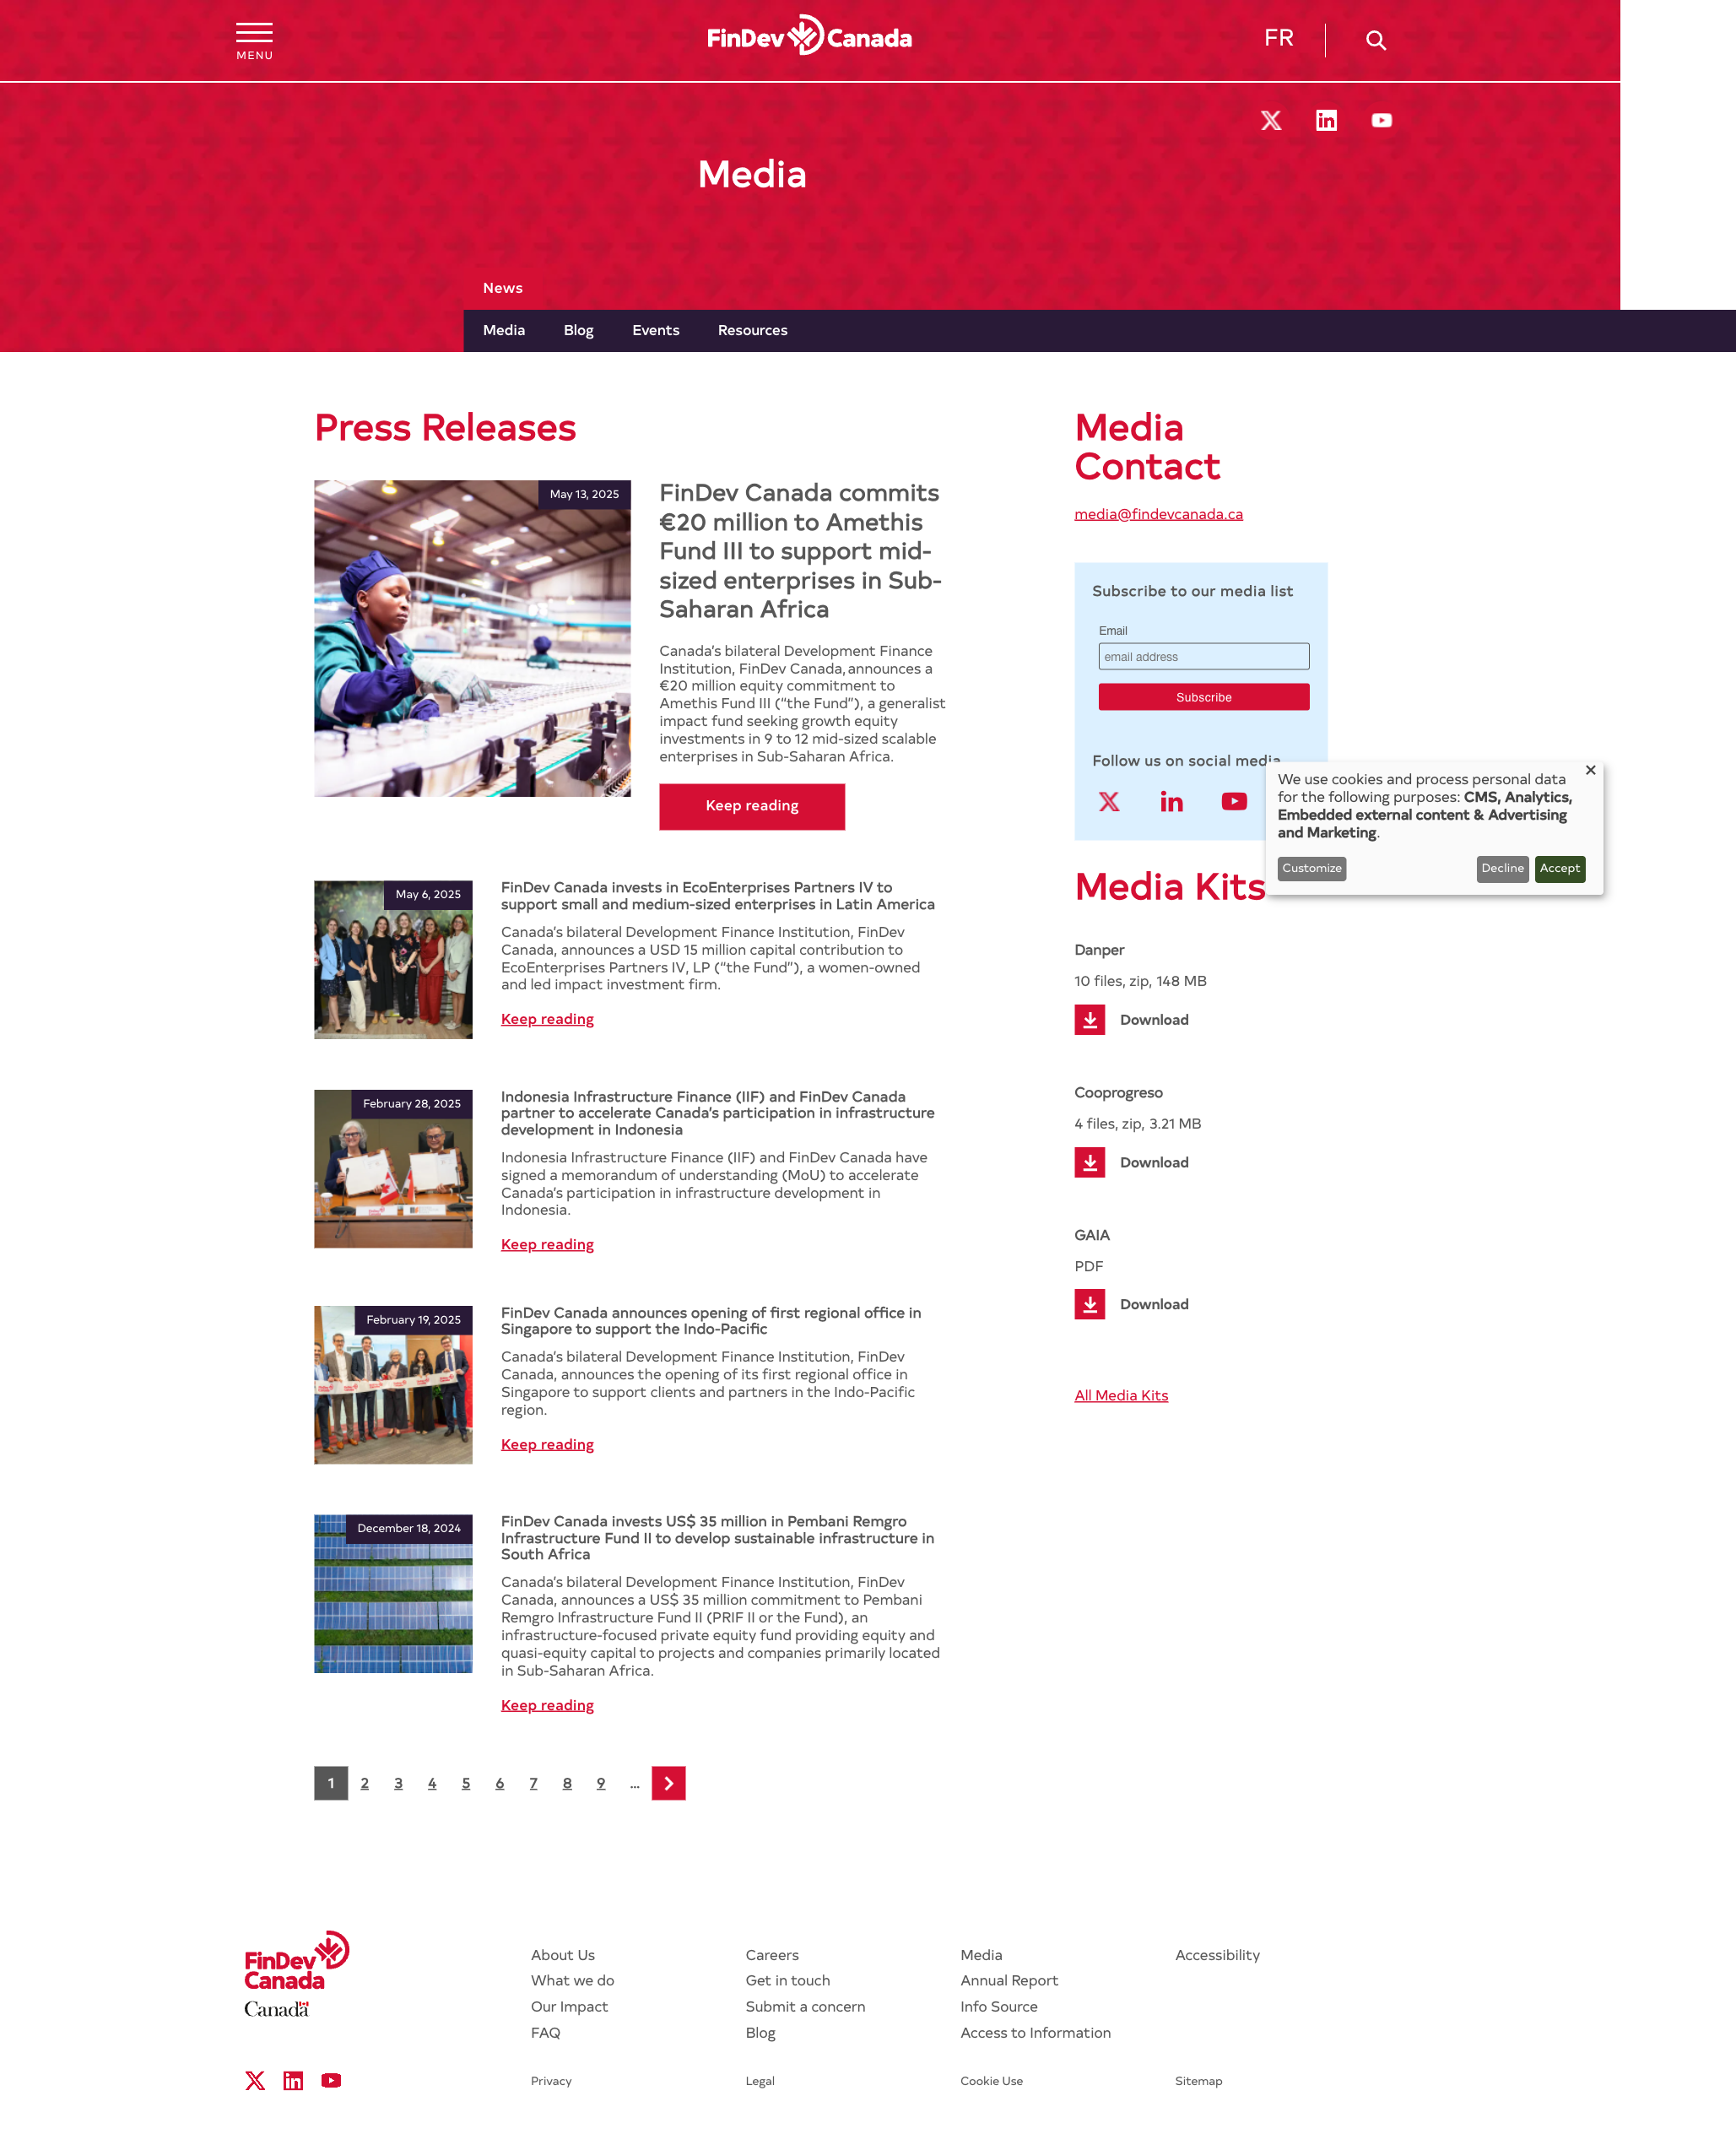 MENU
FinDev Canada
FR
Media
News
Media Blog Events Resources
Press Releases
May 13, 2025
FinDev Canada commits
€20 million to Amethis
Fund III to support mid-
sized enterprises in Sub-
Saharan Africa
Canada's bilateral Development Finance
Institution, FinDev Canada, announces a
€20 million equity commitment to
Amethis Fund III ("the Fund"), a generalist
impact fund seeking growth equity
investments in 9 to 12 mid-sized scalable
enterprises in Sub-Saharan Africa.
Keep reading
May 6, 2025
FinDev Canada invests in EcoEnterprises Partners IV to
support small and medium-sized enterprises in Latin America
Canada's bilateral Development Finance Institution, FinDev
Canada, announces a USD 15 million capital contribution to
EcoEnterprises Partners IV, LP ("the Fund"), a women-owned
and led impact investment firm.
Keep reading
February 28, 2025
Indonesia Infrastructure Finance (IIF) and FinDev Canada
partner to accelerate Canada's participation in infrastructure
development in Indonesia
Indonesia Infrastructure Finance (IIF) and FinDev Canada have
signed a memorandum of understanding (MoU) to accelerate
Canada's participation in infrastructure development in
Indonesia.
Keep reading
February 19, 2025
FinDev Canada announces opening of first regional office in
Singapore to support the Indo-Pacific
Canada's bilateral Development Finance Institution, FinDev
Canada, announces the opening of its first regional office in
Singapore to support clients and partners in the Indo-Pacific
region.
Keep reading
December 18, 2024
FinDev Canada invests US$ 35 million in Pembani Remgro
Infrastructure Fund II to develop sustainable infrastructure in
South Africa
Canada's bilateral Development Finance Institution, FinDev
Canada, announces a US$ 35 million commitment to Pembani
Remgro Infrastructure Fund II (PRIF II or the Fund), an
infrastructure-focused private equity fund providing equity and
quasi-equity capital to projects and companies primarily located
in Sub-Saharan Africa.
Keep reading
1 2 3 4 5 6 7 8 9 …
Media
Contact
media@findevcanada.ca
Subscribe to our media list
Email
email address
Subscribe
Follow us on social media
We use cookies and process personal data
for the following purposes: CMS, Analytics,
Embedded external content & Advertising
and Marketing.
Customize Decline Accept
Media Kits
Danper
10 files, zip, 148 MB
Download
Cooprogreso
4 files, zip, 3.21 MB
Download
GAIA
PDF
Download
All Media Kits
FinDev
Canada
Canada
About Us Careers Media Accessibility
What we do Get in touch Annual Report
Our Impact Submit a concern Info Source
FAQ Blog Access to Information
Privacy Legal Cookie Use Sitemap